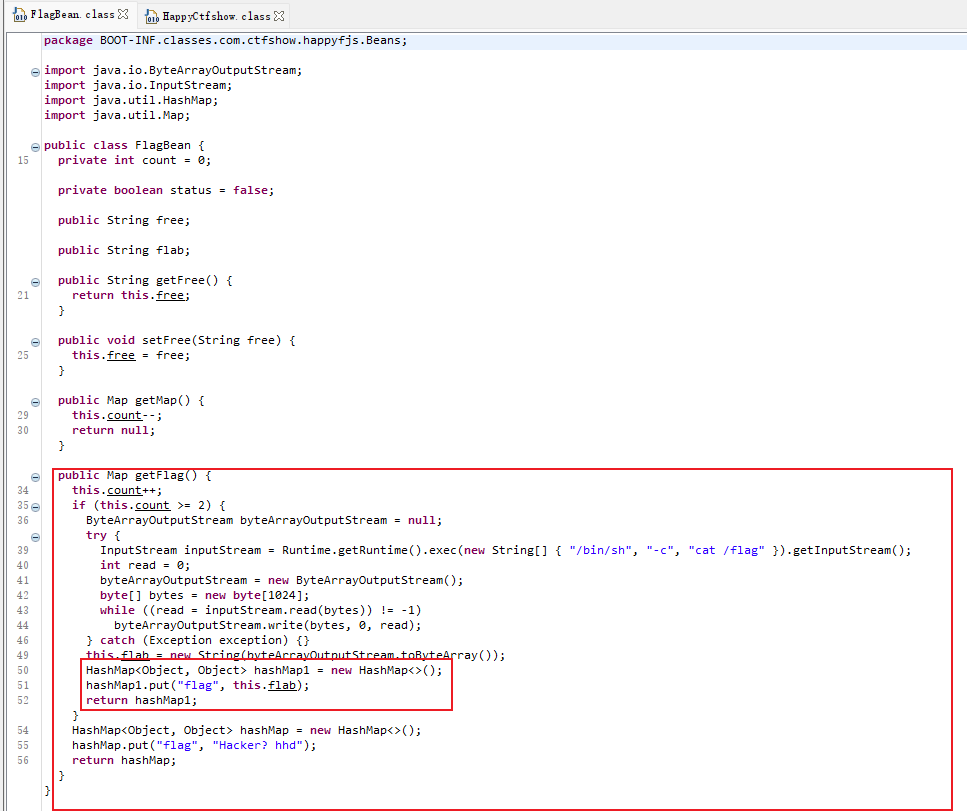 FlagBean.class
HappyCtfshow.class
package BOOT-INF.classes.com.ctfshow.happyfjs.Beans;
import java.io.ByteArrayOutputStream;
import java.io.InputStream;
import java.util.HashMap;
import java.util.Map;
public class FlagBean {
15 private int count = 0;
private boolean status = false;
public String free;
public String flab;
public String getFree() {
21 return this.free;
}
public void setFree(String free) {
25 this.free = free;
}
public Map getMap() {
29 this.count--;
30 return null;
}
public Map getFlag() {
34 this.count++;
35 if (this.count >= 2) {
36 ByteArrayOutputStream byteArrayOutputStream = null;
try {
39 InputStream inputStream = Runtime.getRuntime().exec(new String[] { "/bin/sh", "-c", "cat /flag" }).getInputStream();
40 int read = 0;
41 byteArrayOutputStream = new ByteArrayOutputStream();
42 byte[] bytes = new byte[1024];
43 while ((read = inputStream.read(bytes)) != -1)
44 byteArrayOutputStream.write(bytes, 0, read);
46 } catch (Exception exception) {}
49 this.flab = new String(byteArrayOutputStream.toByteArray());
50 HashMap<Object, Object> hashMap1 = new HashMap<>();
51 hashMap1.put("flag", this.flab);
52 return hashMap1;
}
54 HashMap<Object, Object> hashMap = new HashMap<>();
55 hashMap.put("flag", "Hacker? hhd");
56 return hashMap;
}
}